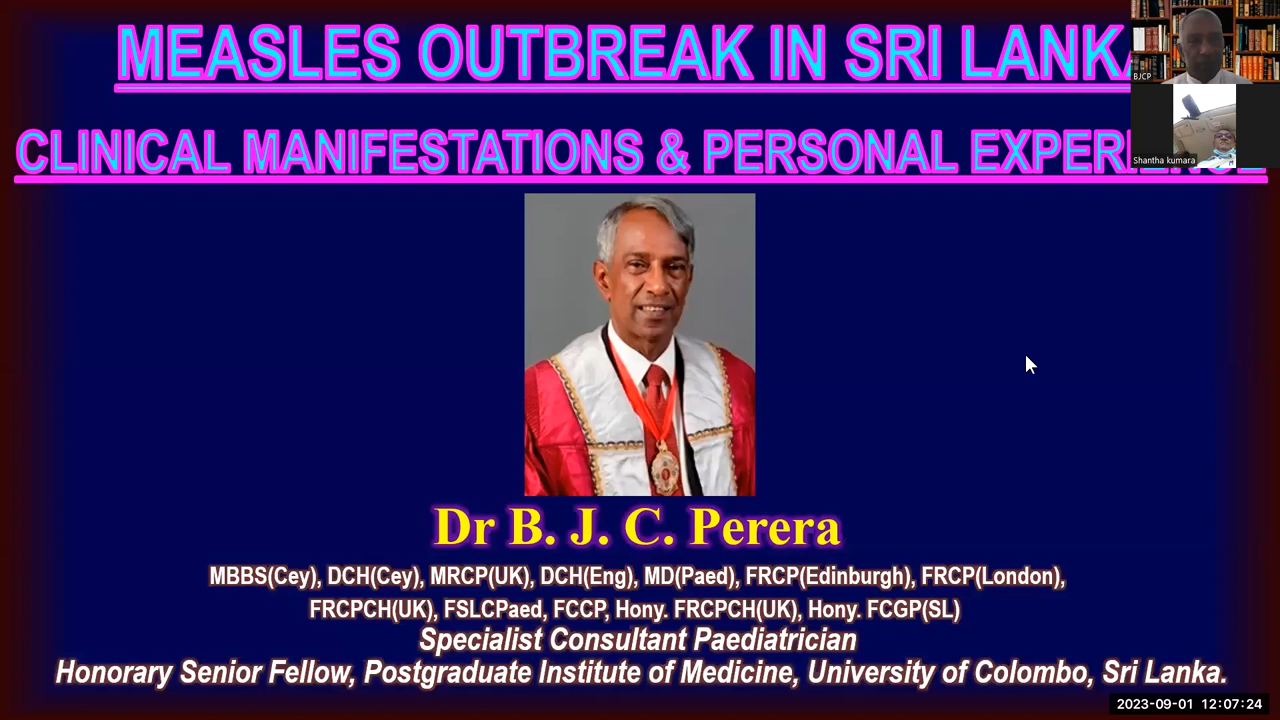 MEASLES OUTBREAK IN SRI LANKA
BJCP
CLINICAL MANIFESTATIONS & PERSONAL EXPERIENCE
Shantha kumara
Dr B. J. C. Perera
MBBS(Cey), DCH(Cey), MRCP(UK), DCH(Eng), MD(Paed), FRCP(Edinburgh), FRCP(London),
FRCPCH(UK), FSLCPaed, FCCP, Hony. FRCPCH(UK), Hony. FCGP(SL)
Specialist Consultant Paediatrician
Honorary Senior Fellow, Postgraduate Institute of Medicine, University of Colombo, Sri Lanka.
2023-09-01 12:07:24